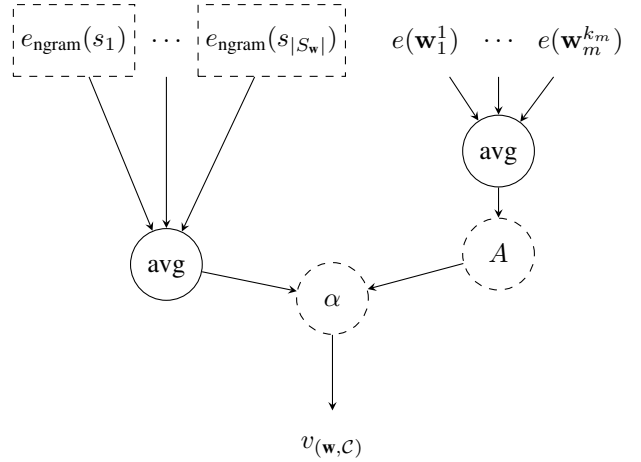 e_ngram(s_1) ⋯ e_ngram(s_|S_w|) e(w_1^1) ⋯ e(w_m^{k_m})
avg
avg
A
α
v_(w,C)